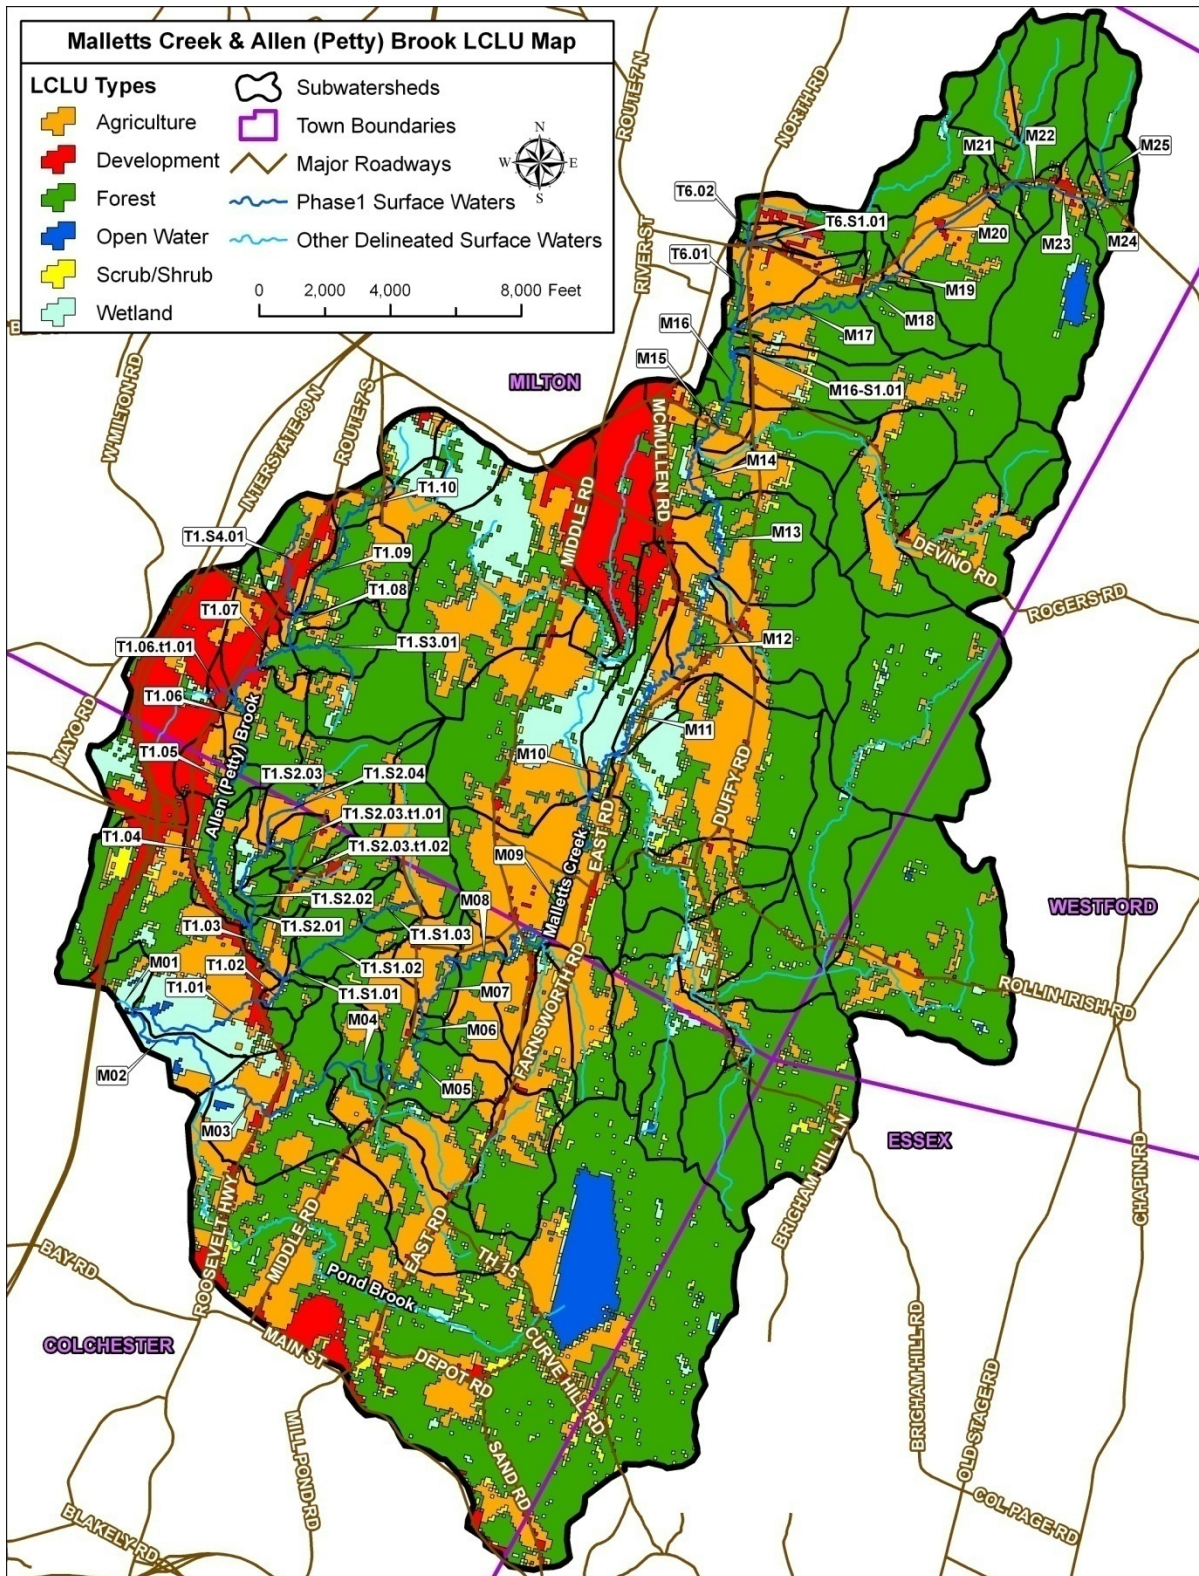 Malletts Creek & Allen (Petty) Brook LCLU Map
LCLU Types
Agriculture
Development
Forest
Open Water
Scrub/Shrub
Wetland
Subwatersheds
Town Boundaries
Major Roadways
Phase1 Surface Waters
Other Delineated Surface Waters
N
W E
S
0 2,000 4,000 8,000 Feet
ROUTE-7-N
NORTH-RD
RIVER-ST
M22
M21
M25
T6.02
T6.S1.01
T6.01
M20
M23
M24
M19
M18
M17
M16
M15
M16-S1.01
MILTON
W-MILTON-RD
INTERSTATE-89-N
ROUTE-7-S
MCMULLEN RD
MIDDLE RD
M14
T1.10
M13
T1.S4.01
T1.09
DEVINO RD
T1.08
ROGERS RD
T1.07
T1.06.t1.01
T1.S3.01
M12
T1.06
MAYO-RD
Allen (Petty) Brook
M11
T1.05
M10
T1.S2.03
T1.S2.04
DUFFY RD
T1.S2.03.t1.01
EAST RD
T1.04
T1.S2.03.t1.02
M09
Malletts Creek
T1.S2.02
M08
WESTFORD
T1.03
T1.S2.01
T1.S1.03
M01
T1.02
T1.S1.02
FARNSWORTH RD
T1.01
T1.S1.01
M07
ROLLIN-IRISH-RD
M04
M06
M02
M05
M03
ESSEX
BRIGHAM-HILL LN
CHAPIN-RD
ROOSEVELT HWY
MIDDLE RD
EAST RD
TH-15
BAY-RD
Pond Brook
COLCHESTER
MAIN ST
DEPOT RD
CURVE HILL RD
BRIGHAM-HILL-RD
OLD-STAGE-RD
MILL-POND-RD
SAND RD
COL-PAGE-RD
BLAKELY-RD